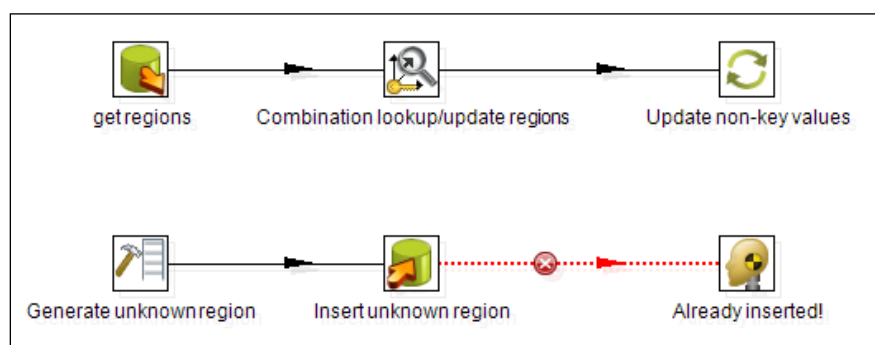 get regions
Combination lookup/update regions
Update non-key values
Generate unknown region
Insert unknown region
Already inserted!